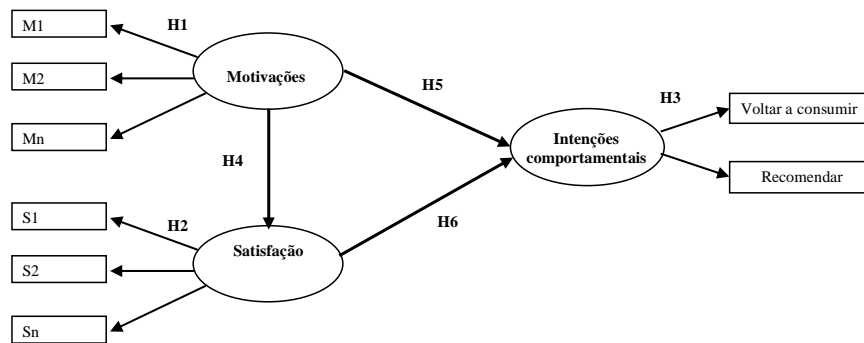 M1
H1
M2
Motivações
Mn
H5
H3
Voltar a consumir
Intenções
comportamentais
Recomendar
H4
S1
H2
H6
Satisfação
S2
Sn